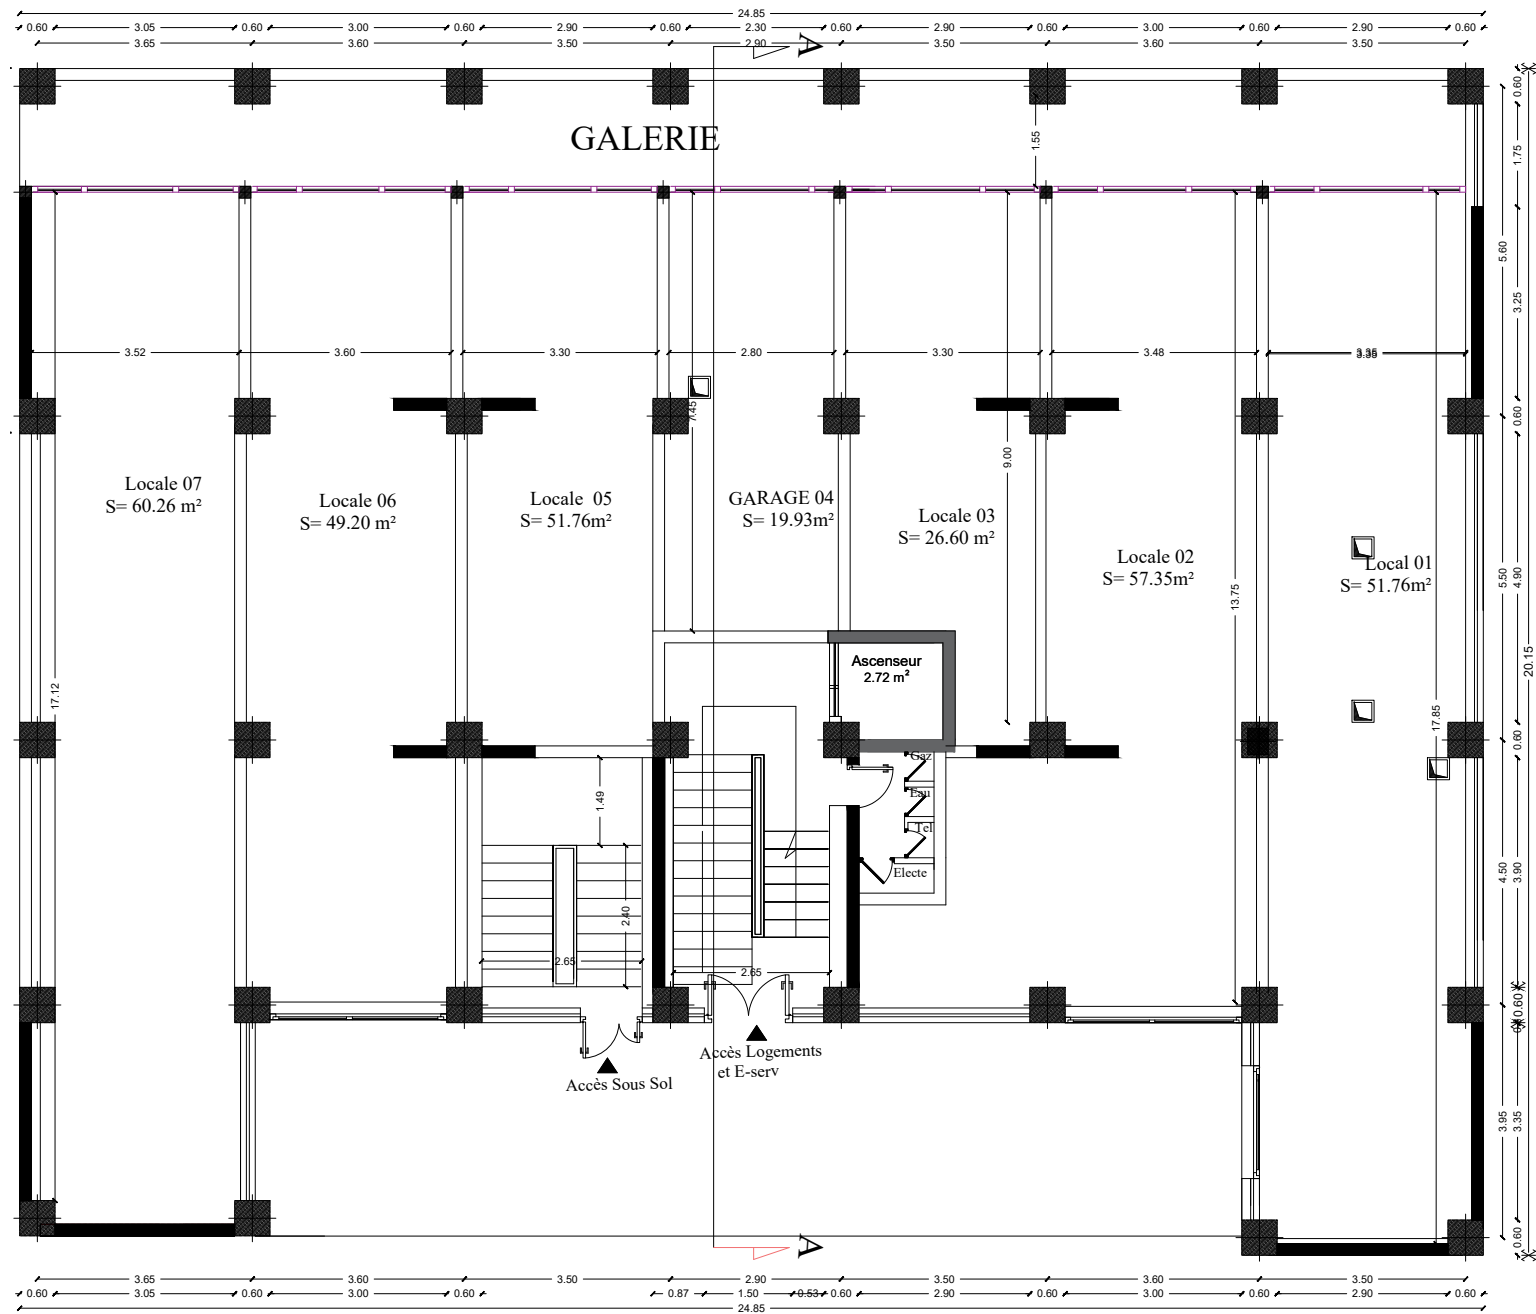 24.85
0.60 3.05 0.60 3.00 0.60 2.90 0.60 2.30 0.60 2.90 0.60 3.00 0.60 2.90 0.60
3.65 3.60 3.50 2.90 3.50 3.60 3.50
A
0.60
GALERIE
1.55
1.75
5.60
3.25
3.52 3.60 3.30 2.80 3.30 3.48 3.35
7.45
0.60
9.00
Locale 07
S= 60.26 m²
Locale 06
S= 49.20 m²
Locale 05
S= 51.76m²
GARAGE 04
S= 19.93m²
Locale 03
S= 26.60 m²
Locale 02
S= 57.35m²
Local 01
S= 51.76m²
13.75
5.50
4.90
20.15
Ascenseur
2.72 m²
17.12
17.85
0.60
Gaz
Eau
Tel
Electe
1.49
2.40
4.50
3.90
2.65
2.65
0.60
Accès Logements
et E-serv
Accès Sous Sol
3.95
3.35
0.60
A
3.65 3.60 3.50 2.90 3.50 3.60 3.50
0.60 3.05 0.60 3.00 0.60 0.87 1.50 0.53 0.60 2.90 0.60 3.00 0.60 2.90 0.60
24.85